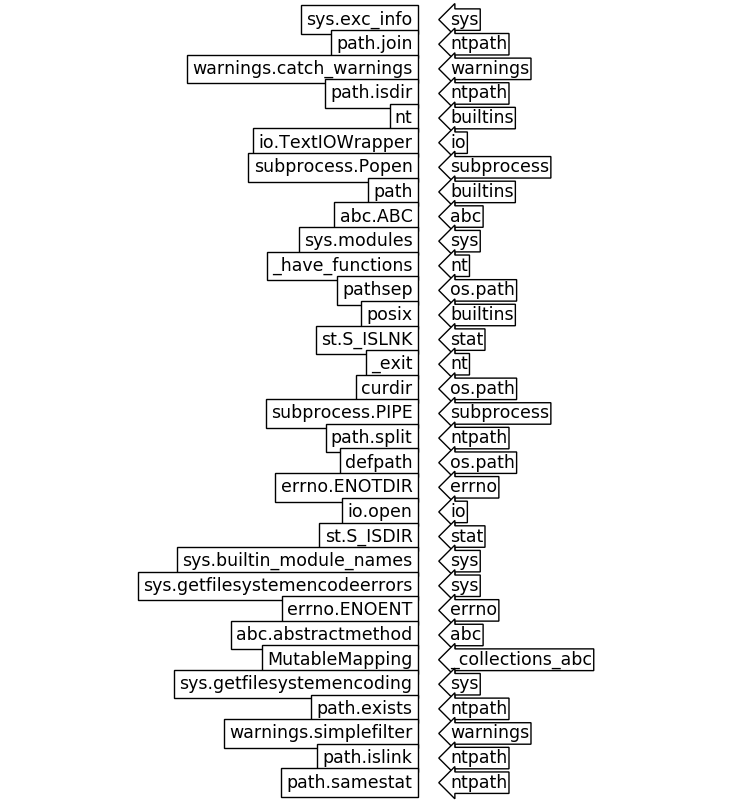 sys.exc_info sys
path.join ntpath
warnings.catch_warnings warnings
path.isdir ntpath
nt builtins
io.TextIOWrapper io
subprocess.Popen subprocess
path builtins
abc.ABC abc
sys.modules sys
_have_functions nt
pathsep os.path
posix builtins
st.S_ISLNK stat
_exit nt
curdir os.path
subprocess.PIPE subprocess
path.split ntpath
defpath os.path
errno.ENOTDIR errno
io.open io
st.S_ISDIR stat
sys.builtin_module_names sys
sys.getfilesystemencodeerrors sys
errno.ENOENT errno
abc.abstractmethod abc
MutableMapping _collections_abc
sys.getfilesystemencoding sys
path.exists ntpath
warnings.simplefilter warnings
path.islink ntpath
path.samestat ntpath